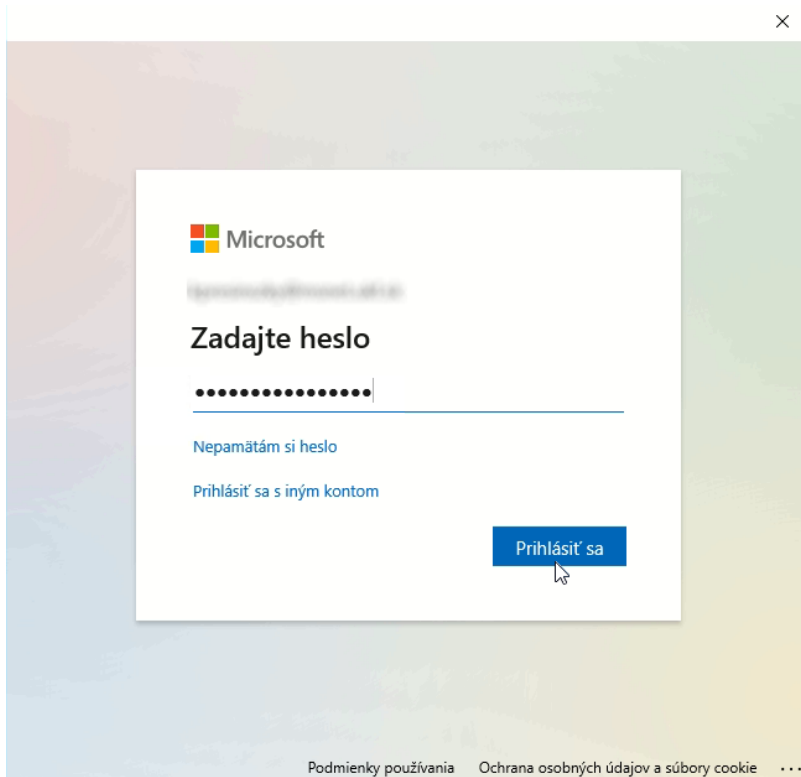 Microsoft
Zadajte heslo
••••••••••••••••
Nepamätám si heslo
Prihlásiť sa s iným kontom
Prihlásiť sa
Podmienky používania Ochrana osobných údajov a súbory cookie ...